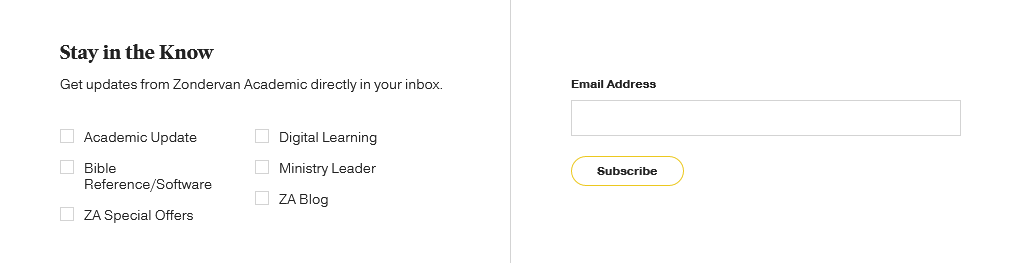 Stay in the Know
Get updates from Zondervan Academic directly in your inbox.
Academic Update
Bible
Reference/Software
ZA Special Offers
Digital Learning
Ministry Leader
ZA Blog
Email Address
Subscribe